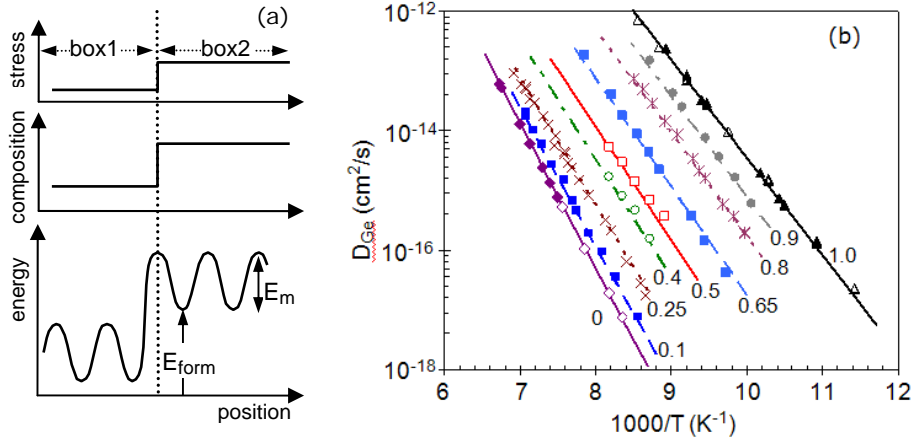 (a)
box1
box2
stress
composition
energy
E_m
E_form
position
(b)
D_Ge (cm²/s)
10⁻¹²
10⁻¹⁴
10⁻¹⁶
10⁻¹⁸
1.0
0.9
0.8
0.65
0.5
0.4
0.25
0.1
0
6 7 8 9 10 11 12
1000/T (K⁻¹)